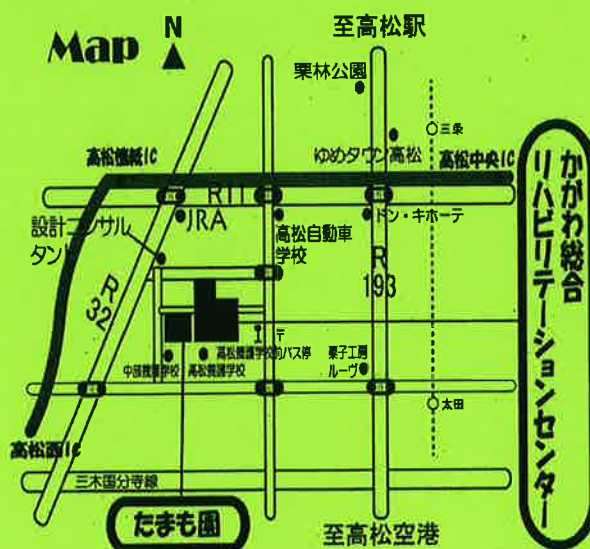 Map
N
至高松駅
栗林公園
三条
高松檀紙IC
ゆめタウン高松
高松中央IC
R11
JRA
ドン・キホーテ
設計コンサル
タント
高松自動車
学校
R
193
R
32
〒
高松養護学校前バス停
菓子工房
ルーヴ
中部養護学校
高松養護学校
太田
高松西IC
三木国分寺線
たまも園
至高松空港
かがわ総合
リハビリテーションセンター